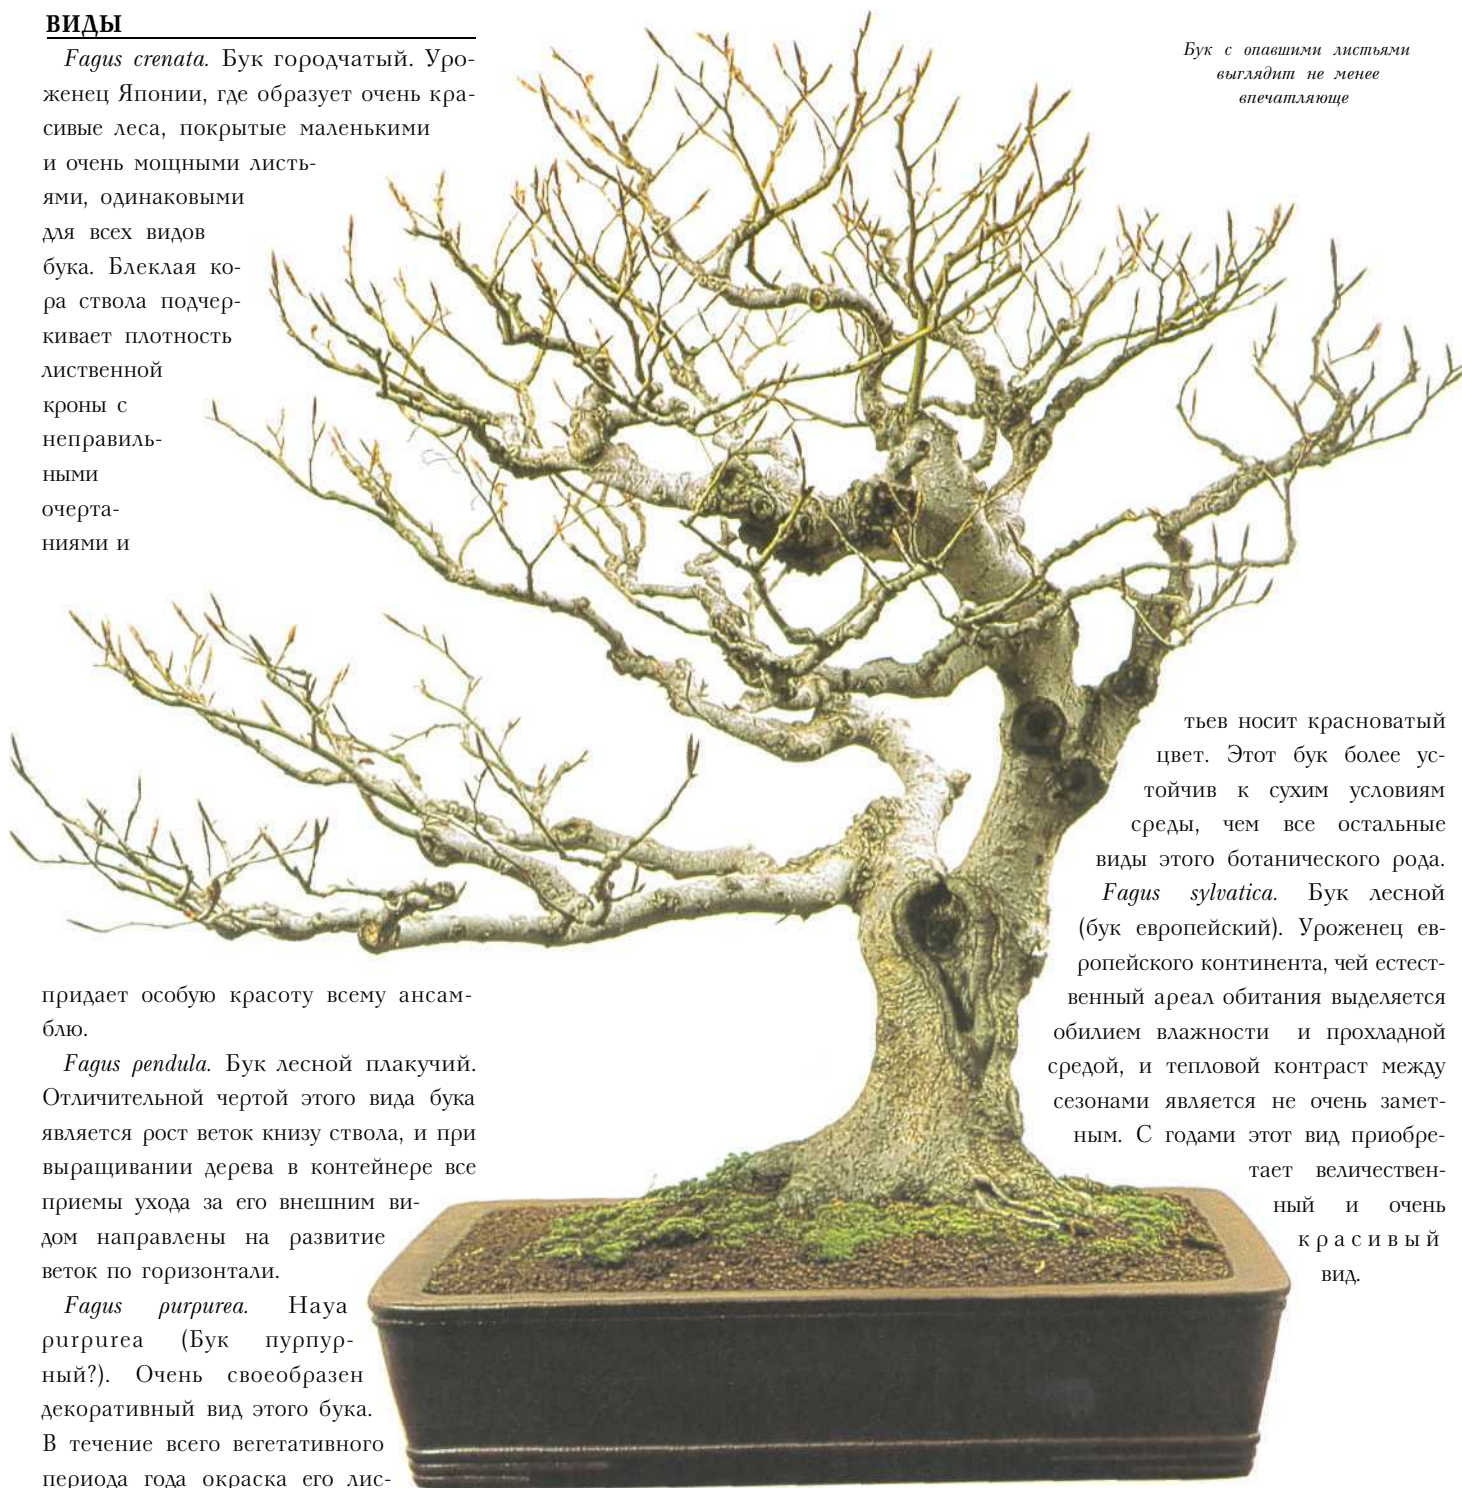 ВИДЫ
Fagus crenata. Бук городчатый. Уро-
женец Японии, где образует очень кра-
сивые леса, покрытые маленькими
и очень мощными листь-
ями, одинаковыми
для всех видов
бука. Блеклая ко-
ра ствола подчер-
кивает плотность
лиственной
кроны с
неправиль-
ными
очерта-
ниями и
придает особую красоту всему ансам-
блю.
Fagus pendula. Бук лесной плакучий.
Отличительной чертой этого вида бука
является рост веток книзу ствола, и при
выращивании дерева в контейнере все
приемы ухода за его внешним ви-
дом направлены на развитие
веток по горизонтали.
Fagus purpurea. Haya
purpurea (Бук пурпур-
ный?). Очень своеобразен
декоративный вид этого бука.
В течение всего вегетативного
периода года окраска его лис-
тьев носит красноватый
цвет. Этот бук более ус-
тойчив к сухим условиям
среды, чем все остальные
виды этого ботанического рода.
Fagus sylvatica. Бук лесной
(бук европейский). Уроженец ев-
ропейского континента, чей естест-
венный ареал обитания выделяется
обилием влажности и прохладной
средой, и тепловой контраст между
сезонами является не очень замет-
ным. С годами этот вид приобре-
тает величествен-
ный и очень
красивый
вид.
Бук с опавшими листьями
выглядит не менее
впечатляюще